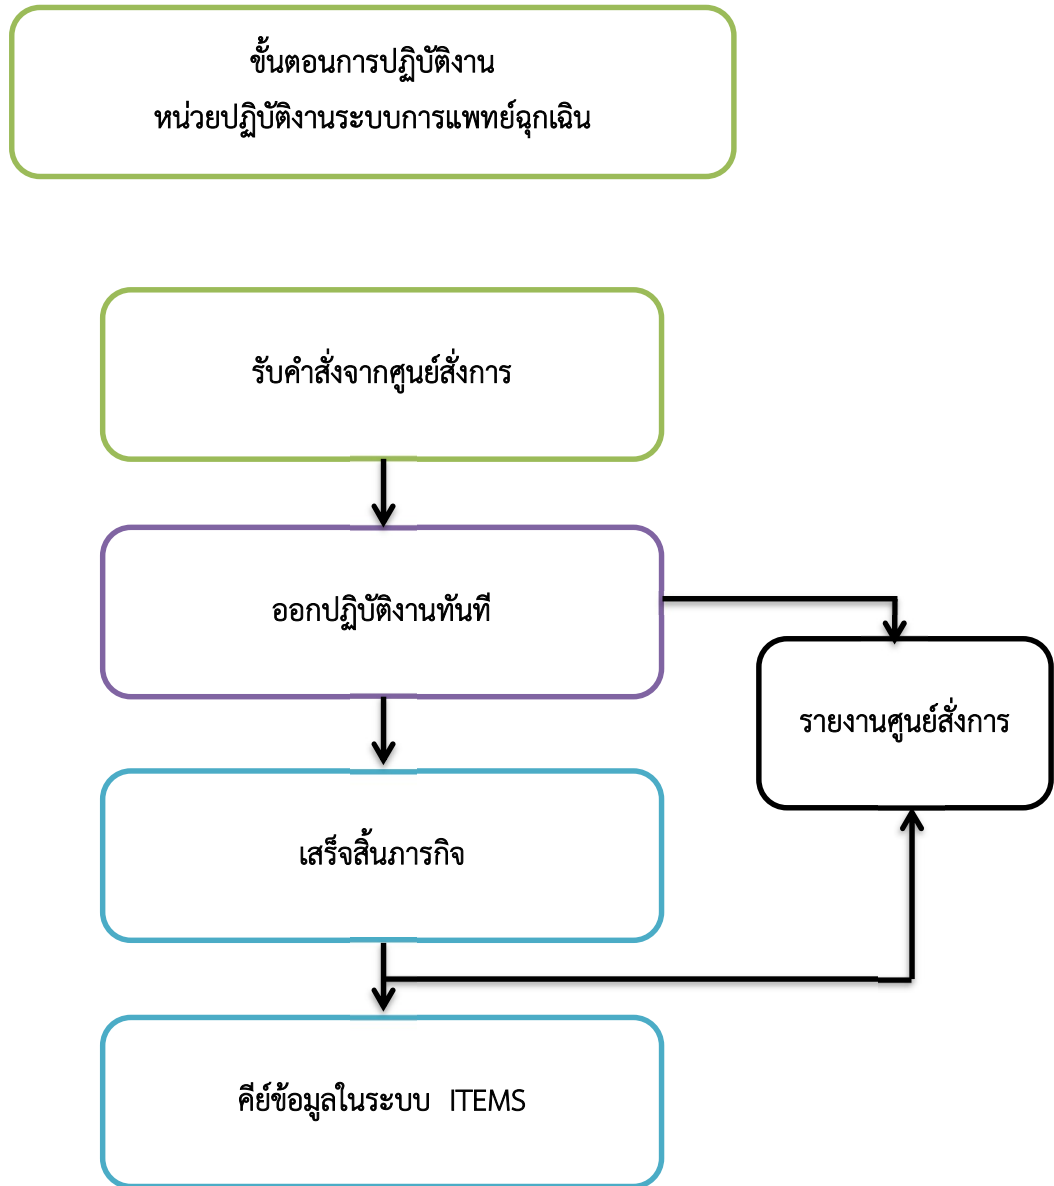 ขั้นตอนการปฏิบัติงาน
หน่วยปฏิบัติงานระบบการแพทย์ฉุกเฉิน
รับคำสั่งจากศูนย์สั่งการ
ออกปฏิบัติงานทันที
รายงานศูนย์สั่งการ
เสร็จสิ้นภารกิจ
คีย์ข้อมูลในระบบ ITEMS